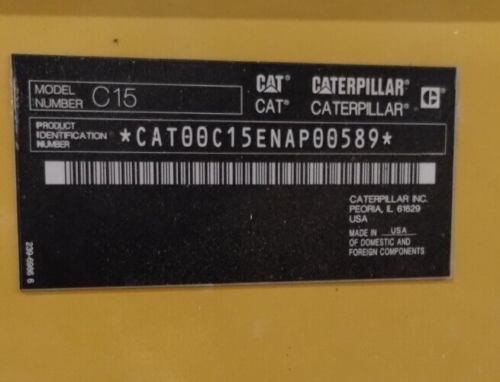 MODEL NUMBER C15
CAT® CATERPILLAR®
CAT® CATERPILLAR® C
PRODUCT IDENTIFICATION NUMBER *CAT00C15ENAP00589*
CATERPILLAR INC.
PEORIA, IL 61629
USA
MADE IN USA
OF DOMESTIC AND
FOREIGN COMPONENTS